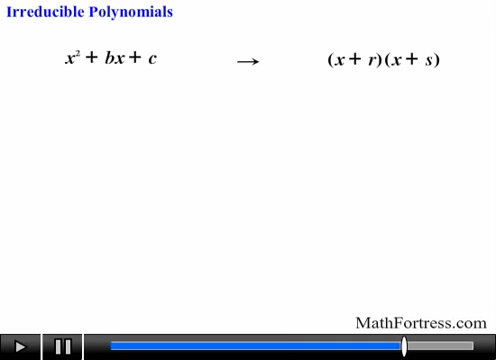 Irreducible Polynomials
x² + bx + c → (x + r)(x + s)
MathFortress.com